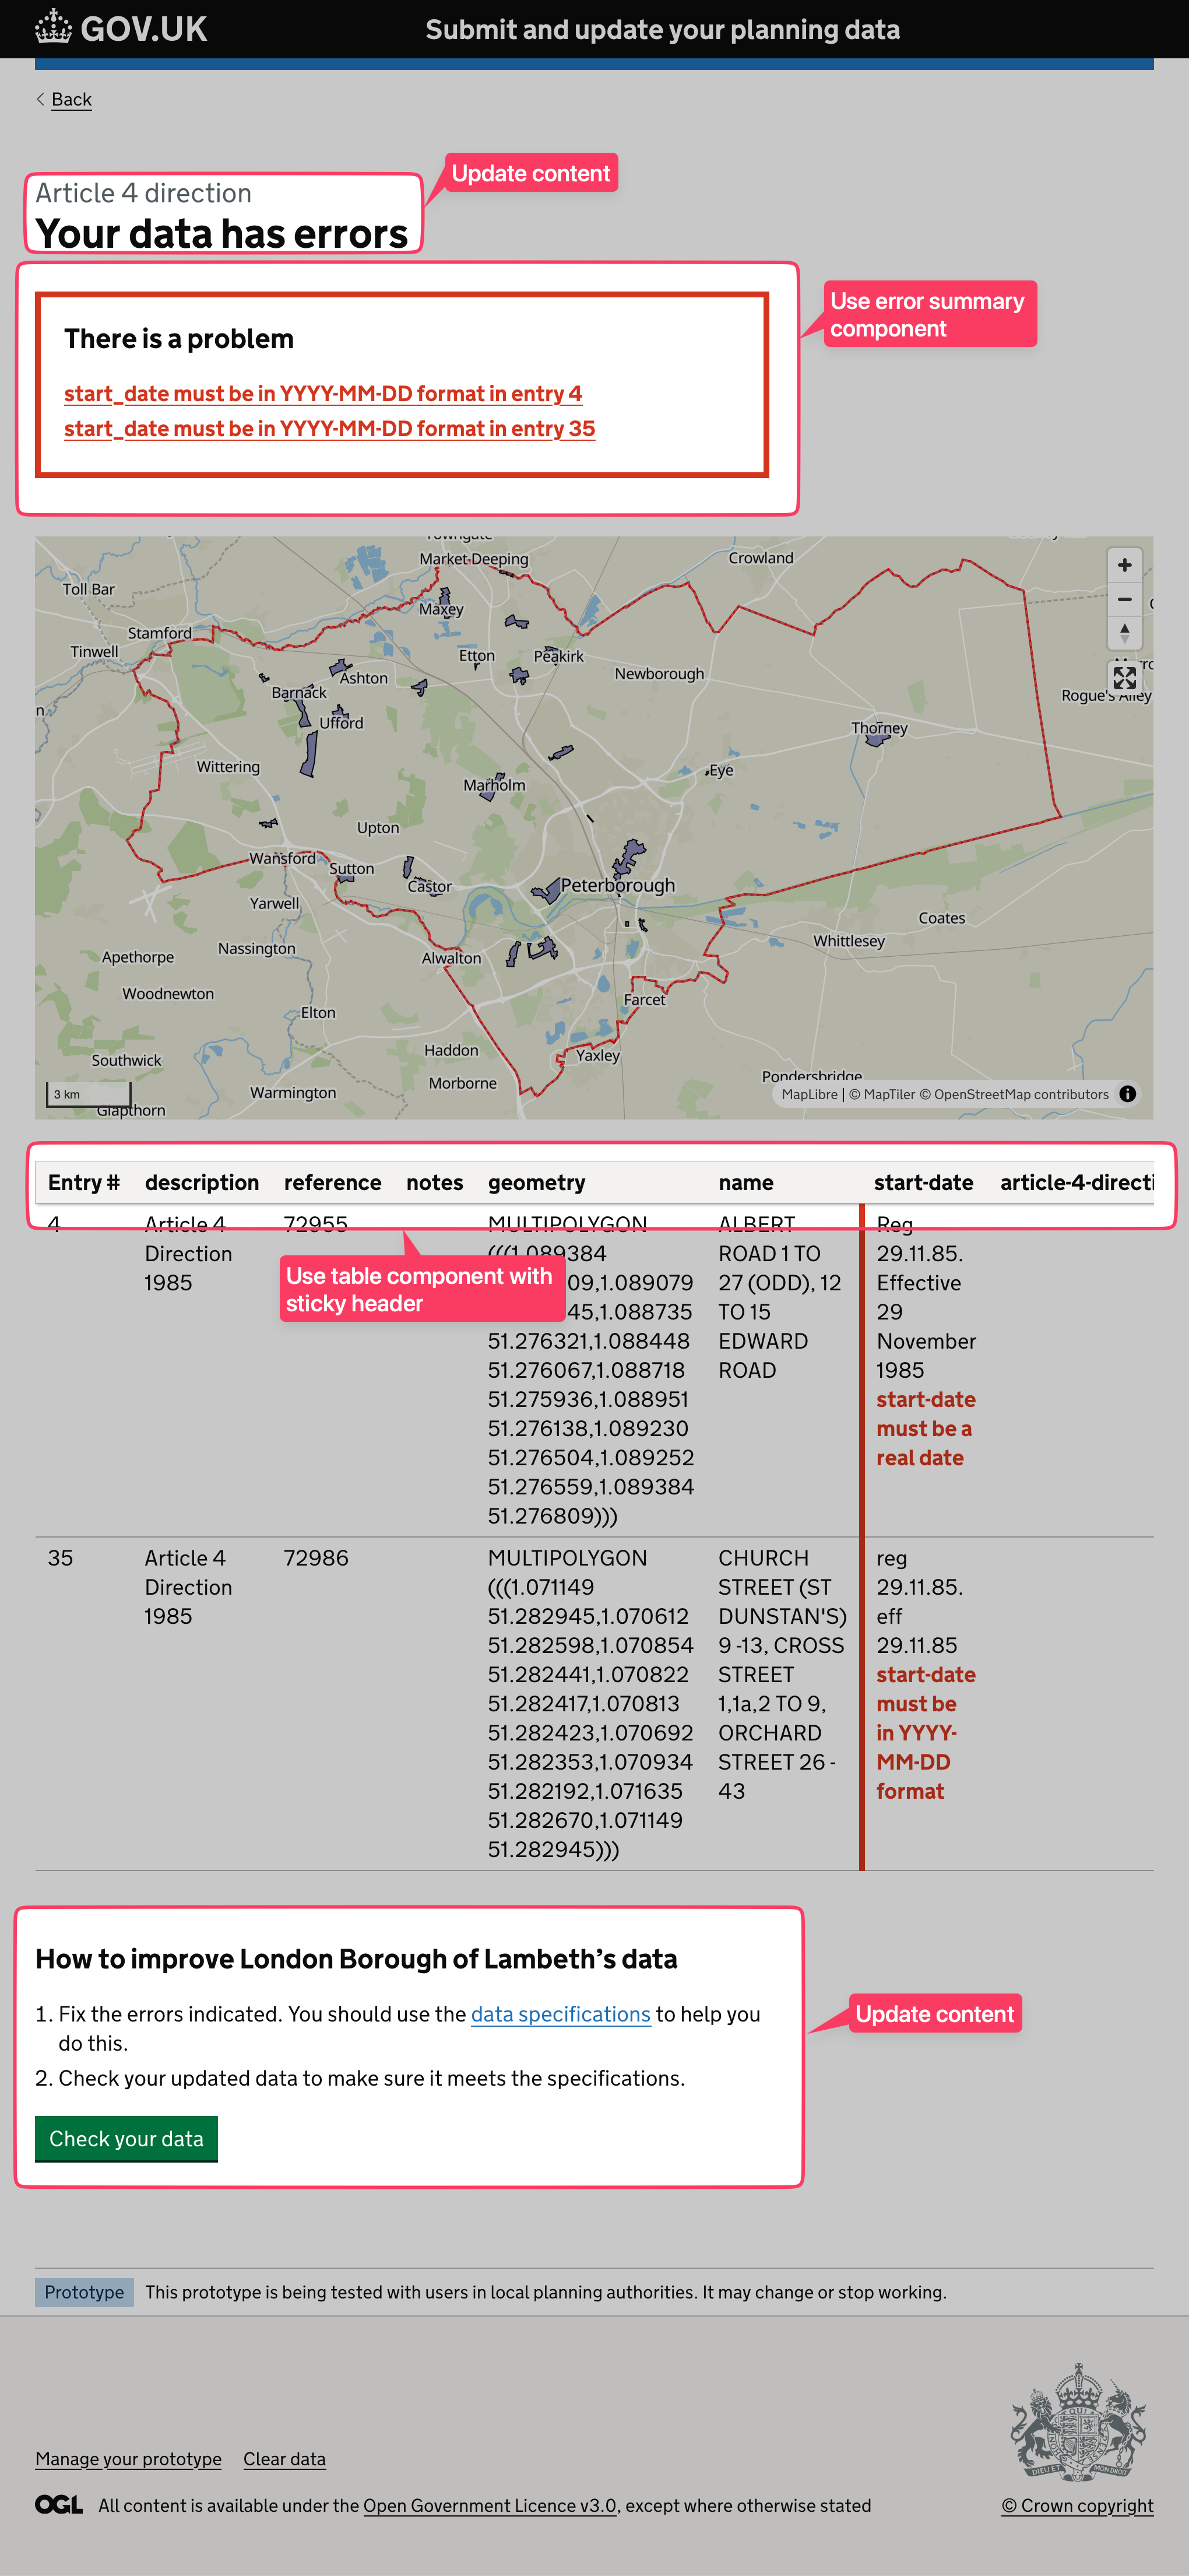 GOV.UK
Submit and update your planning data
Back
Update content
Article 4 direction
Your data has errors
Use error summary
component
There is a problem
start_date must be in YYYY-MM-DD format in entry 4
start_date must be in YYYY-MM-DD format in entry 35
Market Deeping
Crowland
Toll Bar
Maxey
Stamford
Tinwell
Etton
Peakirk
Newborough
Ashton
Barnack
Rogue's Alley
Ufford
Thorney
Wittering
Eye
Marholm
Upton
Wansford
Sutton
Castor
Peterborough
Yarwell
Coates
Whittlesey
Nassington
Apethorpe
Alwalton
Woodnewton
Farcet
Elton
Haddon
Yaxley
Southwick
Morborne
Pondersbridge
Warmington
3 km
Glapthorn
MapLibre | © MapTiler © OpenStreetMap contributors
Entry # description reference notes geometry name start-date article-4-directi
4 Article 4 72955 MULTIPOLYGON ALBERT Reg
Direction (((1.089384 ROAD 1 TO 29.11.85.
1985 09,1.089079 27 (ODD), 12 Effective
Use table component with
sticky header
45,1.088735 TO 15 29
51.276321,1.088448 EDWARD November
51.276067,1.088718 ROAD 1985
51.275936,1.088951 start-date
51.276138,1.089230 must be a
51.276504,1.089252 real date
51.276559,1.089384
51.276809)))
35 Article 4 72986 MULTIPOLYGON CHURCH reg
Direction (((1.071149 STREET (ST 29.11.85.
1985 51.282945,1.070612 DUNSTAN'S) eff
51.282598,1.070854 9 -13, CROSS 29.11.85
51.282441,1.070822 STREET start-date
51.282417,1.070813 1,1a,2 TO 9, must be
51.282423,1.070692 ORCHARD in YYYY-
51.282353,1.070934 STREET 26 - MM-DD
51.282192,1.071635 43 format
51.282670,1.071149
51.282945)))
How to improve London Borough of Lambeth’s data
1. Fix the errors indicated. You should use the data specifications to help you
do this.
2. Check your updated data to make sure it meets the specifications.
Update content
Check your data
Prototype This prototype is being tested with users in local planning authorities. It may change or stop working.
DIEU ET MON DROIT
Manage your prototype Clear data
OGL All content is available under the Open Government Licence v3.0, except where otherwise stated
© Crown copyright